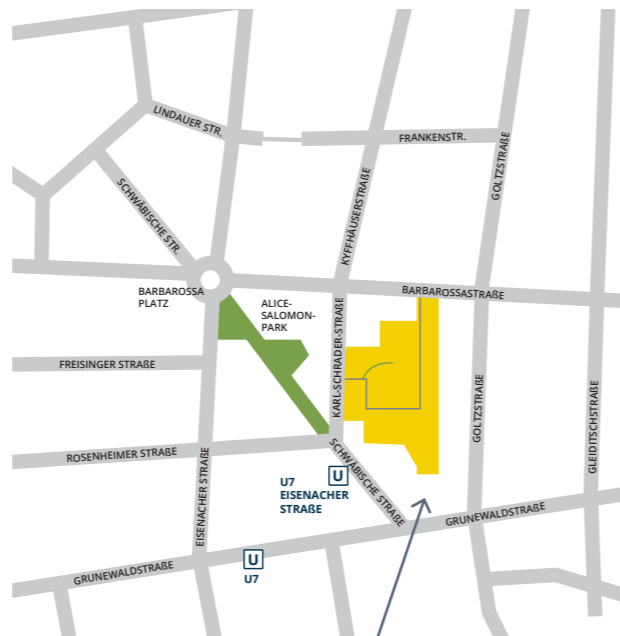 LINDAUER STR.
FRANKENSTR.
GOLTZSTRAßE
SCHWÄBISCHE STR.
KYFFHÄUSERSTRAßE
BARBAROSSA
PLATZ
BARBAROSSASTRAßE
ALICE-
SALOMON-
PARK
KARL-SCHRADER-STRAßE
FREISINGER STRAßE
GOLTZSTRAßE
GLEIDITSCHSTRAßE
ROSENHEIMER STRAßE
EISENACHER STRAßE
SCHWÄBISCHE STRAßE
U
U7
EISENACHER
STRAßE
GRUNEWALDSTRAßE
U
U7
GRUNEWALDSTRAßE